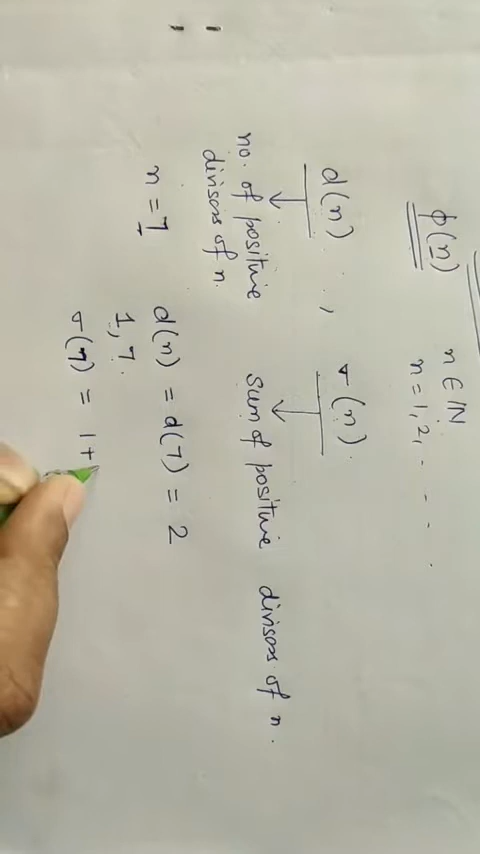 φ(n) n ∈ ℕ
n = 1, 2, - - - .
d(n) , σ(n).
no. of positive sum of positive divisors of n.
divisors of n.
n = 7 d(n) = d(7) = 2
1, 7.
σ(7) = 1+